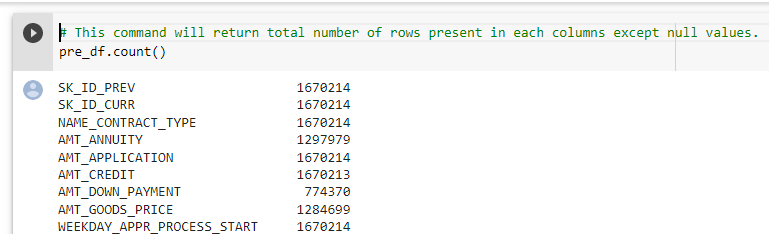 # This command will return total number of rows present in each columns except null values.
pre_df.count()
SK_ID_PREV 1670214
SK_ID_CURR 1670214
NAME_CONTRACT_TYPE 1670214
AMT_ANNUITY 1297979
AMT_APPLICATION 1670214
AMT_CREDIT 1670213
AMT_DOWN_PAYMENT 774370
AMT_GOODS_PRICE 1284699
WEEKDAY_APPR_PROCESS_START 1670214